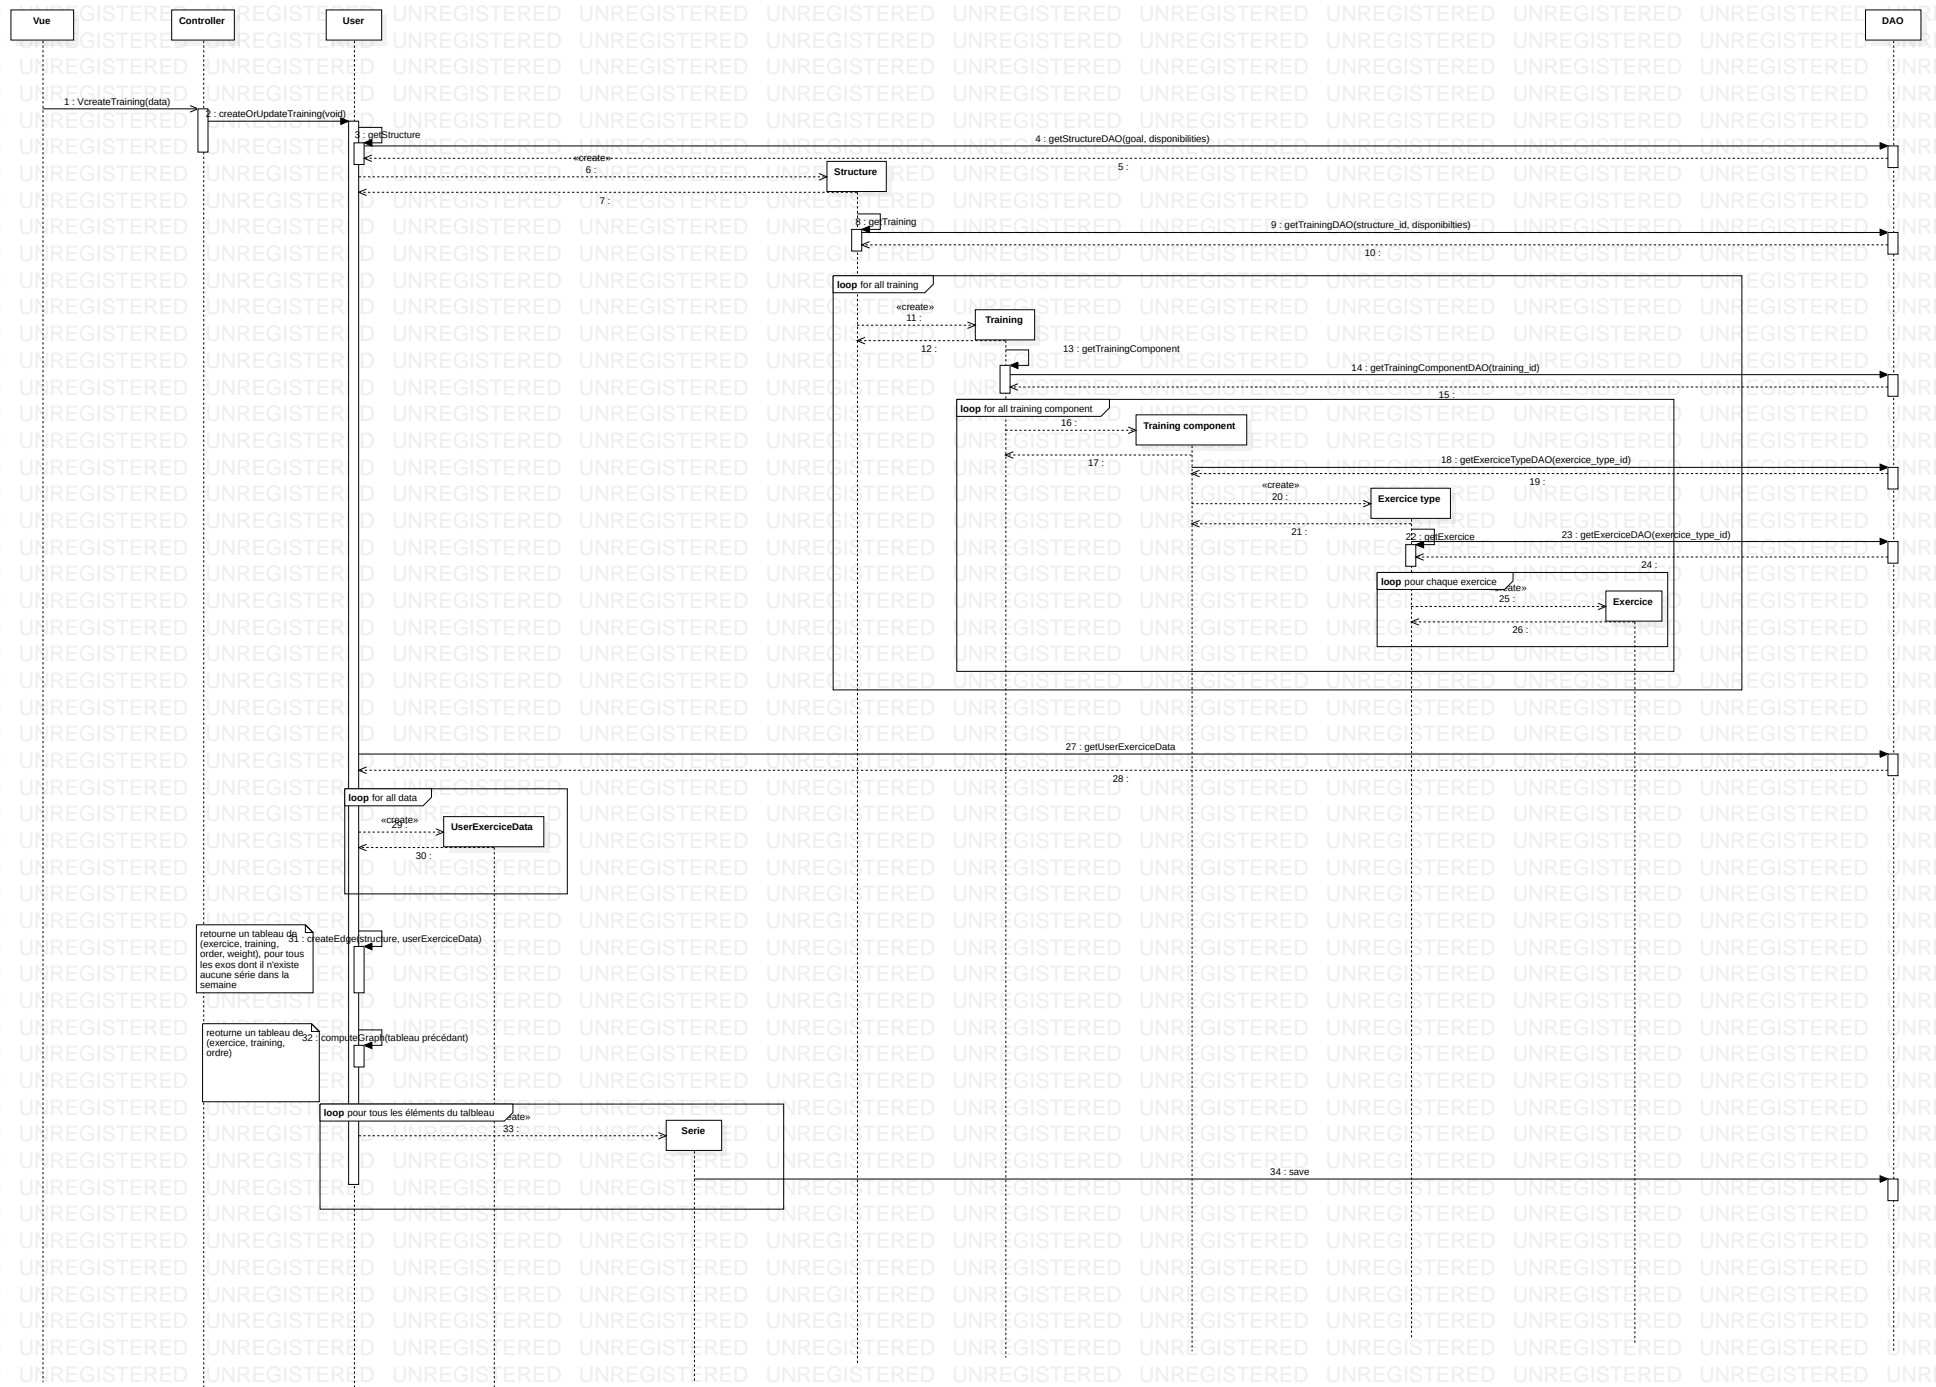 Vue
Controller
User
DAO
1 : VcreateTraining(data)
2 : createOrUpdateTraining(void)
3 : getStructure
4 : getStructureDAO(goal, disponibilities)
5 :
«create»
6 :
Structure
7 :
8 : getTraining
9 : getTrainingDAO(structure_id, disponibilties)
10 :
loop for all training
«create»
11 :
Training
12 :
13 : getTrainingComponent
14 : getTrainingComponentDAO(training_id)
15 :
loop for all training component
16 :
Training component
17 :
18 : getExerciceTypeDAO(exercice_type_id)
19 :
«create»
20 :
Exercice type
21 :
22 : getExercice
23 : getExerciceDAO(exercice_type_id)
24 :
loop pour chaque exercice
eate»
25 :
Exercice
26 :
27 : getUserExerciceData
28 :
loop for all data
«create»
29 :
UserExerciceData
30 :
retourne un tableau de
(exercice, training,
order, weight), pour tous
les exos dont il n'existe
aucune série dans la
semaine
31 : createEdge(structure, userExerciceData)
reoturne un tableau de
(exercice, training,
ordre)
32 : computeGraph(tableau précédant)
loop pour tous les éléments du talbleau
eate»
33 :
Serie
34 : save
UNREGISTERED